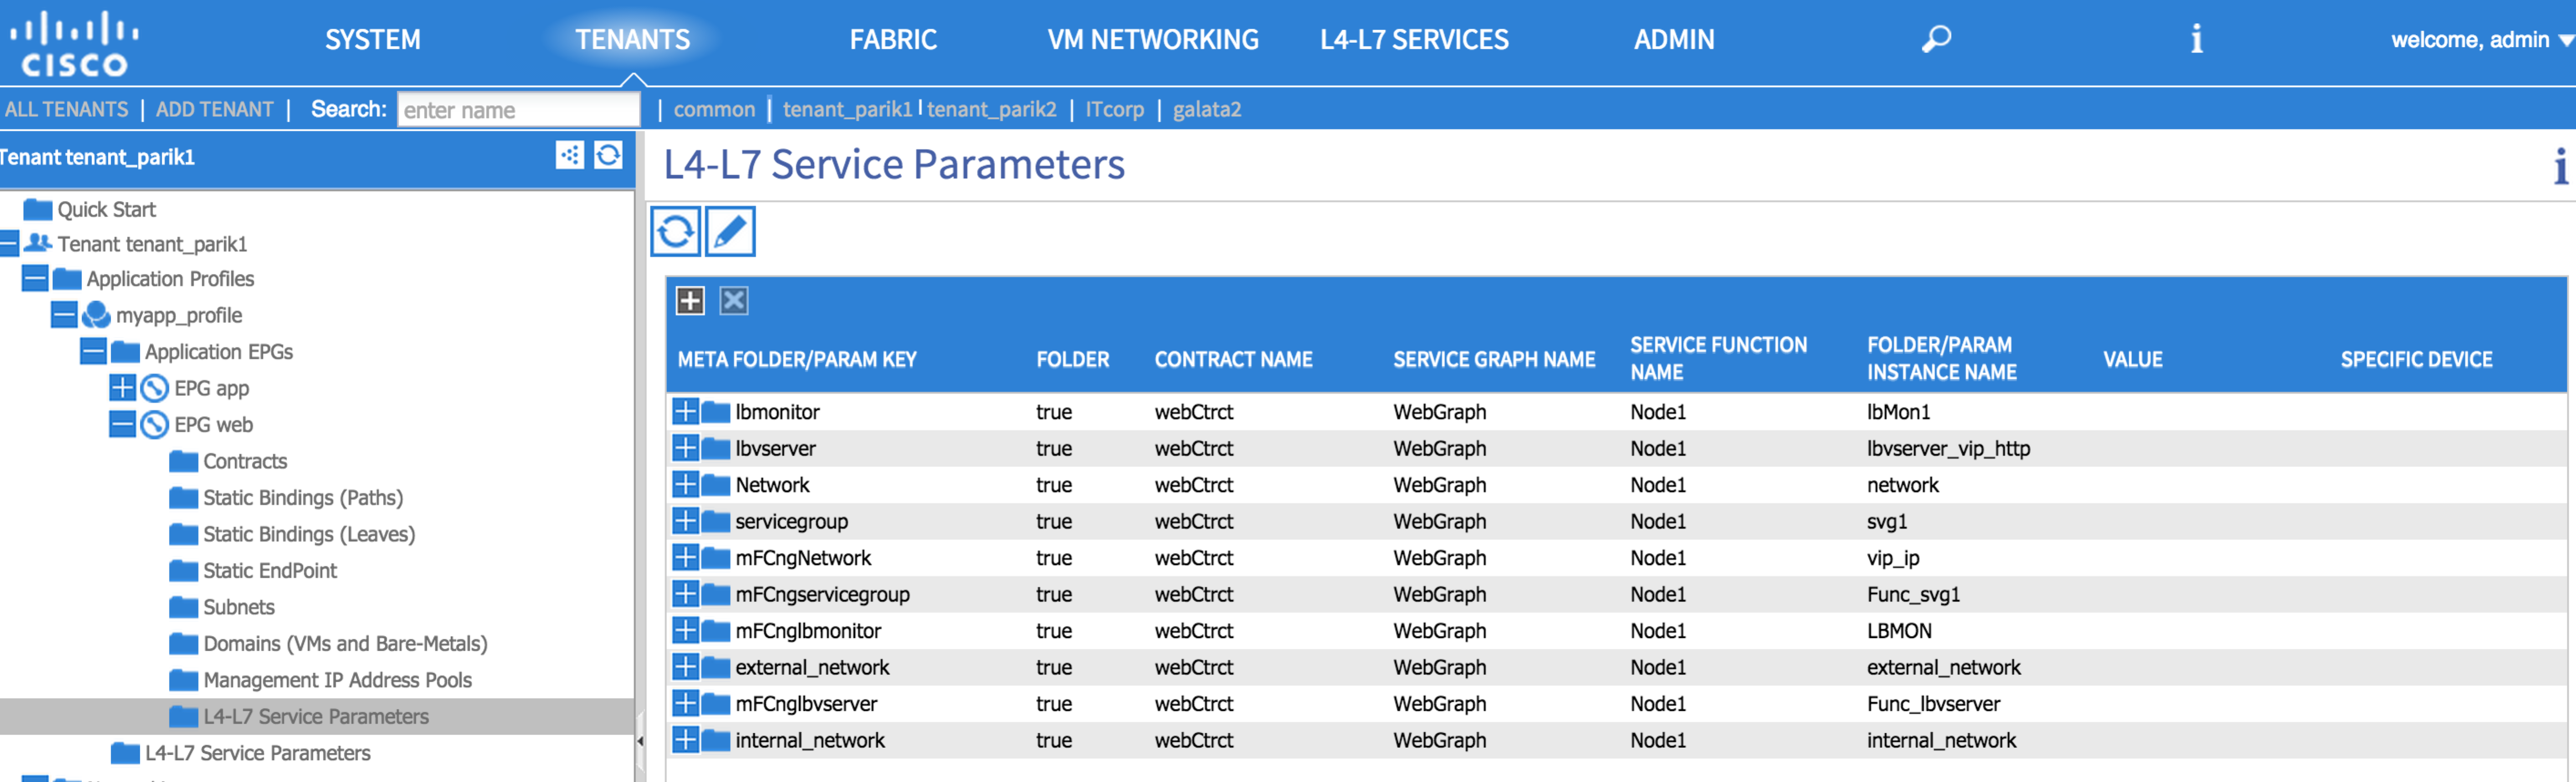 CISCO
SYSTEM TENANTS FABRIC VM NETWORKING L4-L7 SERVICES ADMIN i welcome, admin
ALL TENANTS | ADD TENANT | Search: enter name | common | tenant_parik1 | tenant_parik2 | ITcorp | galata2
Tenant tenant_parik1
Quick Start
Tenant tenant_parik1
Application Profiles
myapp_profile
Application EPGs
EPG app
EPG web
Contracts
Static Bindings (Paths)
Static Bindings (Leaves)
Static EndPoint
Subnets
Domains (VMs and Bare-Metals)
Management IP Address Pools
L4-L7 Service Parameters
L4-L7 Service Parameters
L4-L7 Service Parameters i
META FOLDER/PARAM KEY FOLDER CONTRACT NAME SERVICE GRAPH NAME SERVICE FUNCTION NAME FOLDER/PARAM INSTANCE NAME VALUE SPECIFIC DEVICE
lbmonitor true webCtrct WebGraph Node1 lbMon1
lbvserver true webCtrct WebGraph Node1 lbvserver_vip_http
Network true webCtrct WebGraph Node1 network
servicegroup true webCtrct WebGraph Node1 svg1
mFCngNetwork true webCtrct WebGraph Node1 vip_ip
mFCngservicegroup true webCtrct WebGraph Node1 Func_svg1
mFCnglbmonitor true webCtrct WebGraph Node1 LBMON
external_network true webCtrct WebGraph Node1 external_network
mFCnglbvserver true webCtrct WebGraph Node1 Func_lbvserver
internal_network true webCtrct WebGraph Node1 internal_network